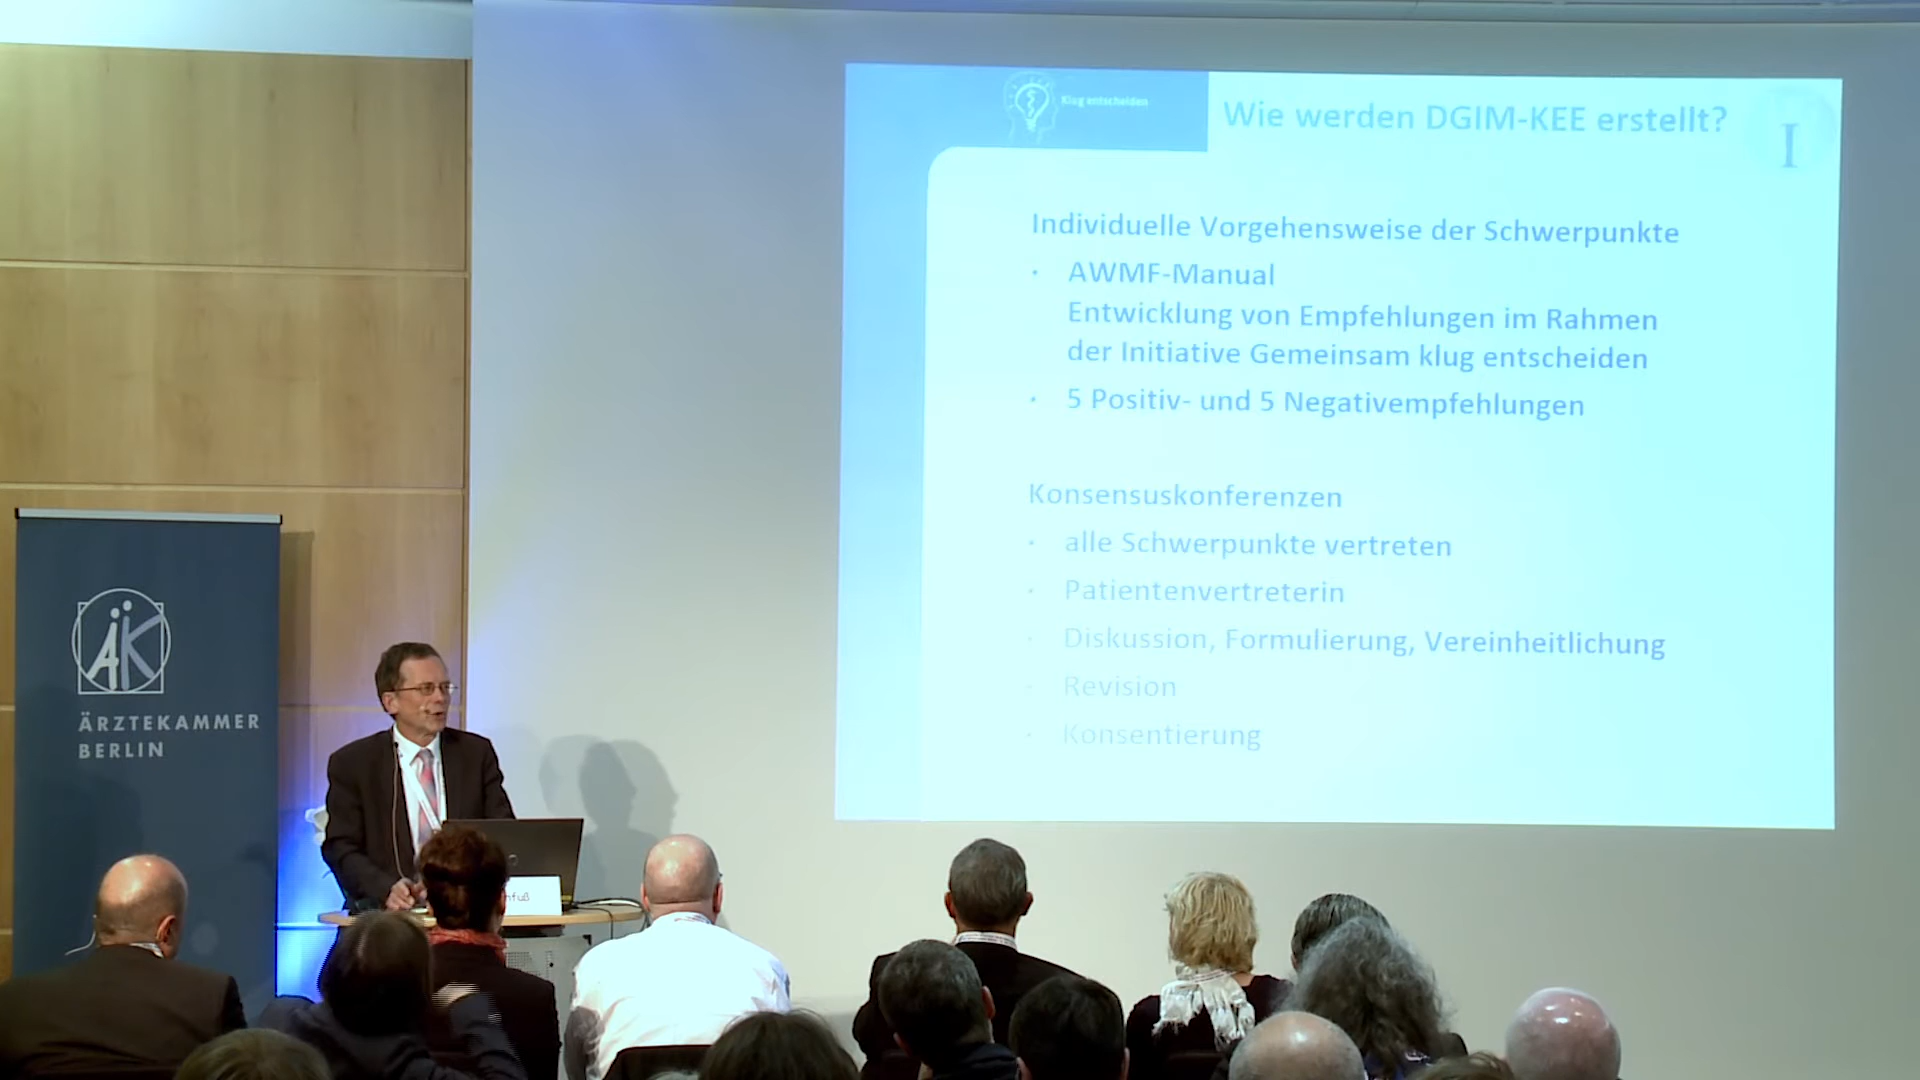 Klug entscheiden
Wie werden DGIM-KEE erstellt?
I
Individuelle Vorgehensweise der Schwerpunkte
· AWMF-Manual
Entwicklung von Empfehlungen im Rahmen
der Initiative Gemeinsam klug entscheiden
· 5 Positiv- und 5 Negativempfehlungen
Konsensuskonferenzen
· alle Schwerpunkte vertreten
· Patientenvertreterin
· Diskussion, Formulierung, Vereinheitlichung
· Revision
· Konsentierung
ÄK
ÄRZTEKAMMER
BERLIN